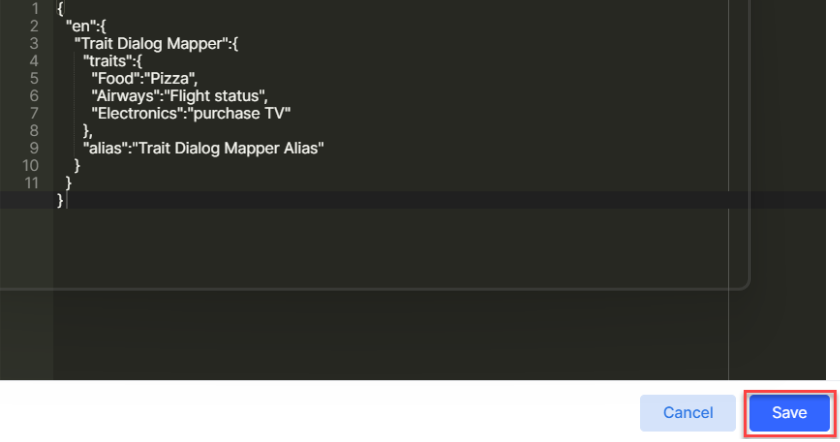 1 {
2 "en":{
3 "Trait Dialog Mapper":{
4 "traits":{
5 "Food":"Pizza",
6 "Airways":"Flight status",
7 "Electronics":"purchase TV"
8 },
9 "alias":"Trait Dialog Mapper Alias"
10 }
11 }
}
Cancel Save